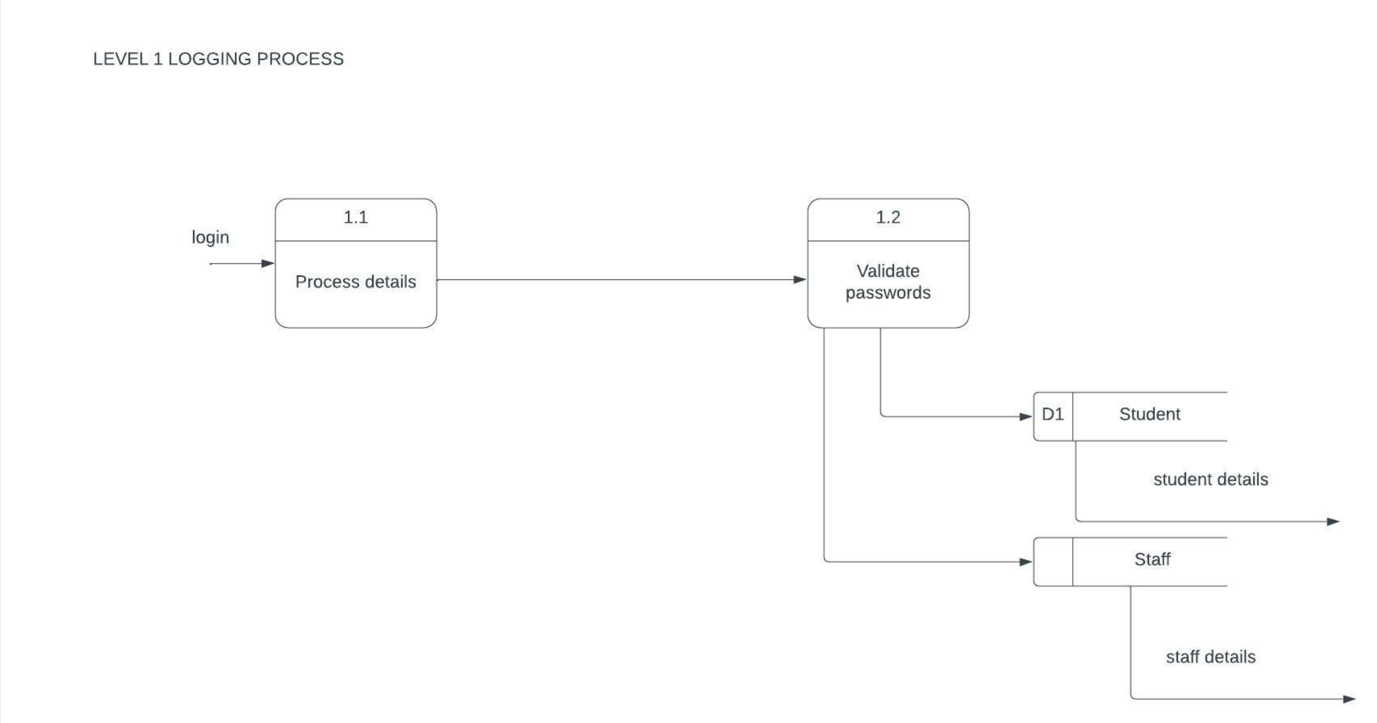 LEVEL 1 LOGGING PROCESS
login
1.1
Process details
1.2
Validate
passwords
D1
Student
student details
Staff
staff details